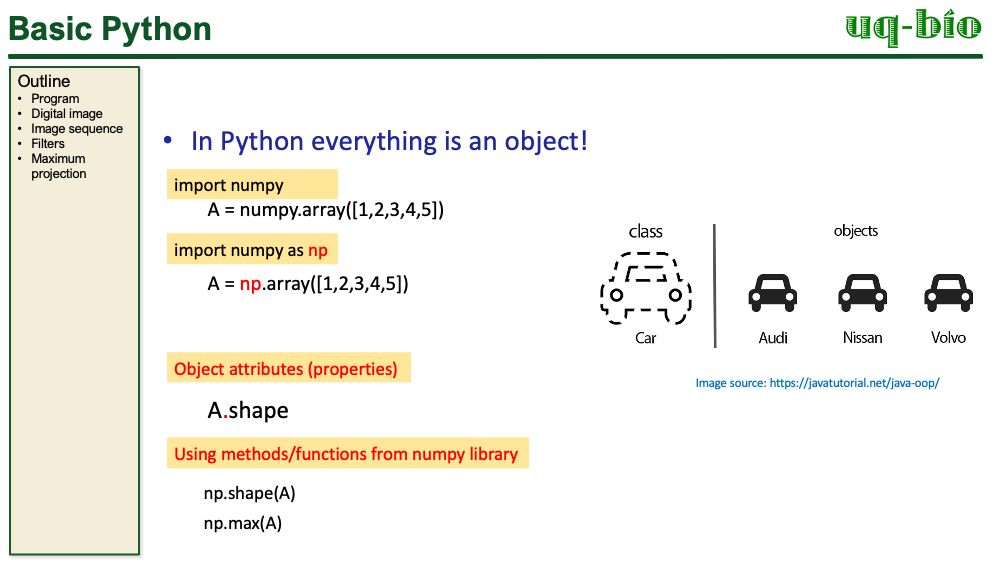 Basic Python
uq-bio
Outline
• Program
• Digital image
• Image sequence
• Filters
• Maximum
projection
• In Python everything is an object!
import numpy
A = numpy.array([1,2,3,4,5])
import numpy as np
A = np.array([1,2,3,4,5])
class
objects
Car
Audi
Nissan
Volvo
Image source: https://javatutorial.net/java-oop/
Object attributes (properties)
A.shape
Using methods/functions from numpy library
np.shape(A)
np.max(A)